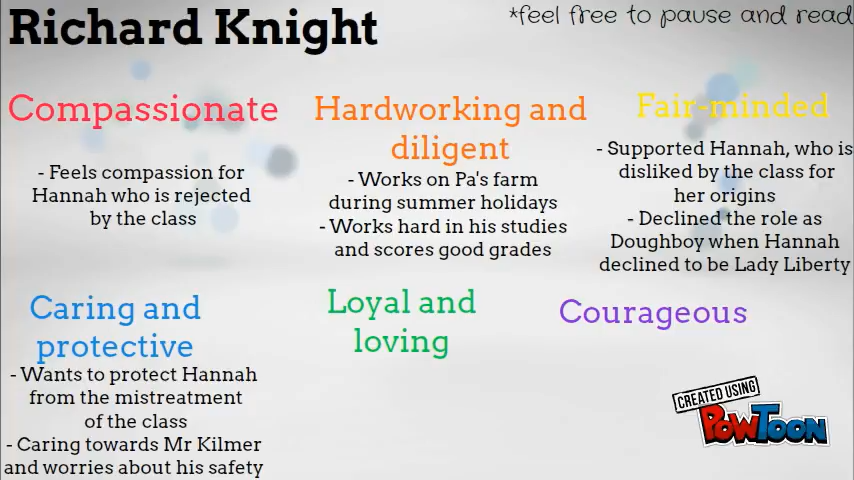 Richard Knight
*feel free to pause and read
Compassionate
- Feels compassion for
Hannah who is rejected
by the class
Hardworking and
diligent
- Works on Pa's farm
during summer holidays
- Works hard in his studies
and scores good grades
Fair-minded
- Supported Hannah, who is
disliked by the class for
her origins
- Declined the role as
Doughboy when Hannah
declined to be Lady Liberty
Caring and
protective
- Wants to protect Hannah
from the mistreatment
of the class
- Caring towards Mr Kilmer
and worries about his safety
Loyal and
loving
Courageous
CREATED USING
POWTOON